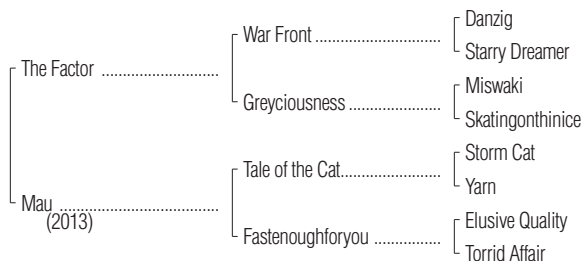 Danzig
War Front ........................................
Starry Dreamer
The Factor .....................................
Miswaki
Greyciousness ..............................
Skatingonthinice
Storm Cat
Tale of the Cat................................
Yarn
Mau ................................................
(2013)
Elusive Quality
Fastenoughforyou .....................
Torrid Affair